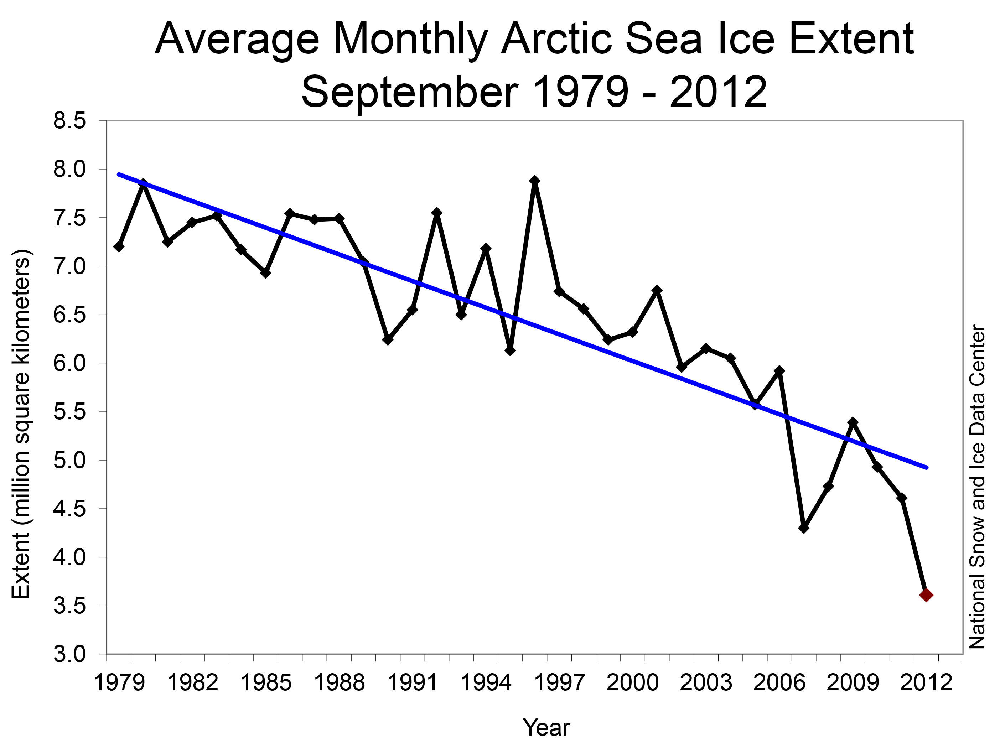 Average Monthly Arctic Sea Ice Extent
September 1979 - 2012
Extent (million square kilometers)
8.5
8.0
7.5
7.0
6.5
6.0
5.5
5.0
4.5
4.0
3.5
3.0
1979 1982 1985 1988 1991 1994 1997 2000 2003 2006 2009 2012
Year
National Snow and Ice Data Center